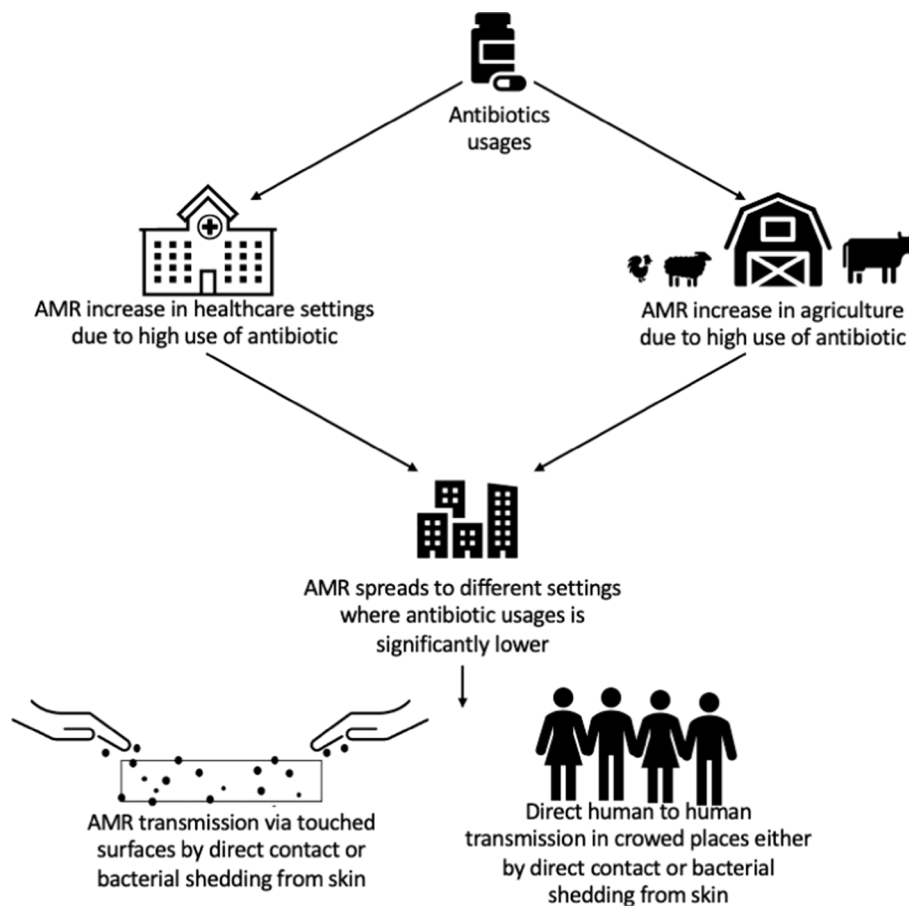 Antibiotics
usages
AMR increase in healthcare settings
due to high use of antibiotic
AMR increase in agriculture
due to high use of antibiotic
AMR spreads to different settings
where antibiotic usages is
significantly lower
AMR transmission via touched
surfaces by direct contact or
bacterial shedding from skin
Direct human to human
transmission in crowed places either
by direct contact or bacterial
shedding from skin